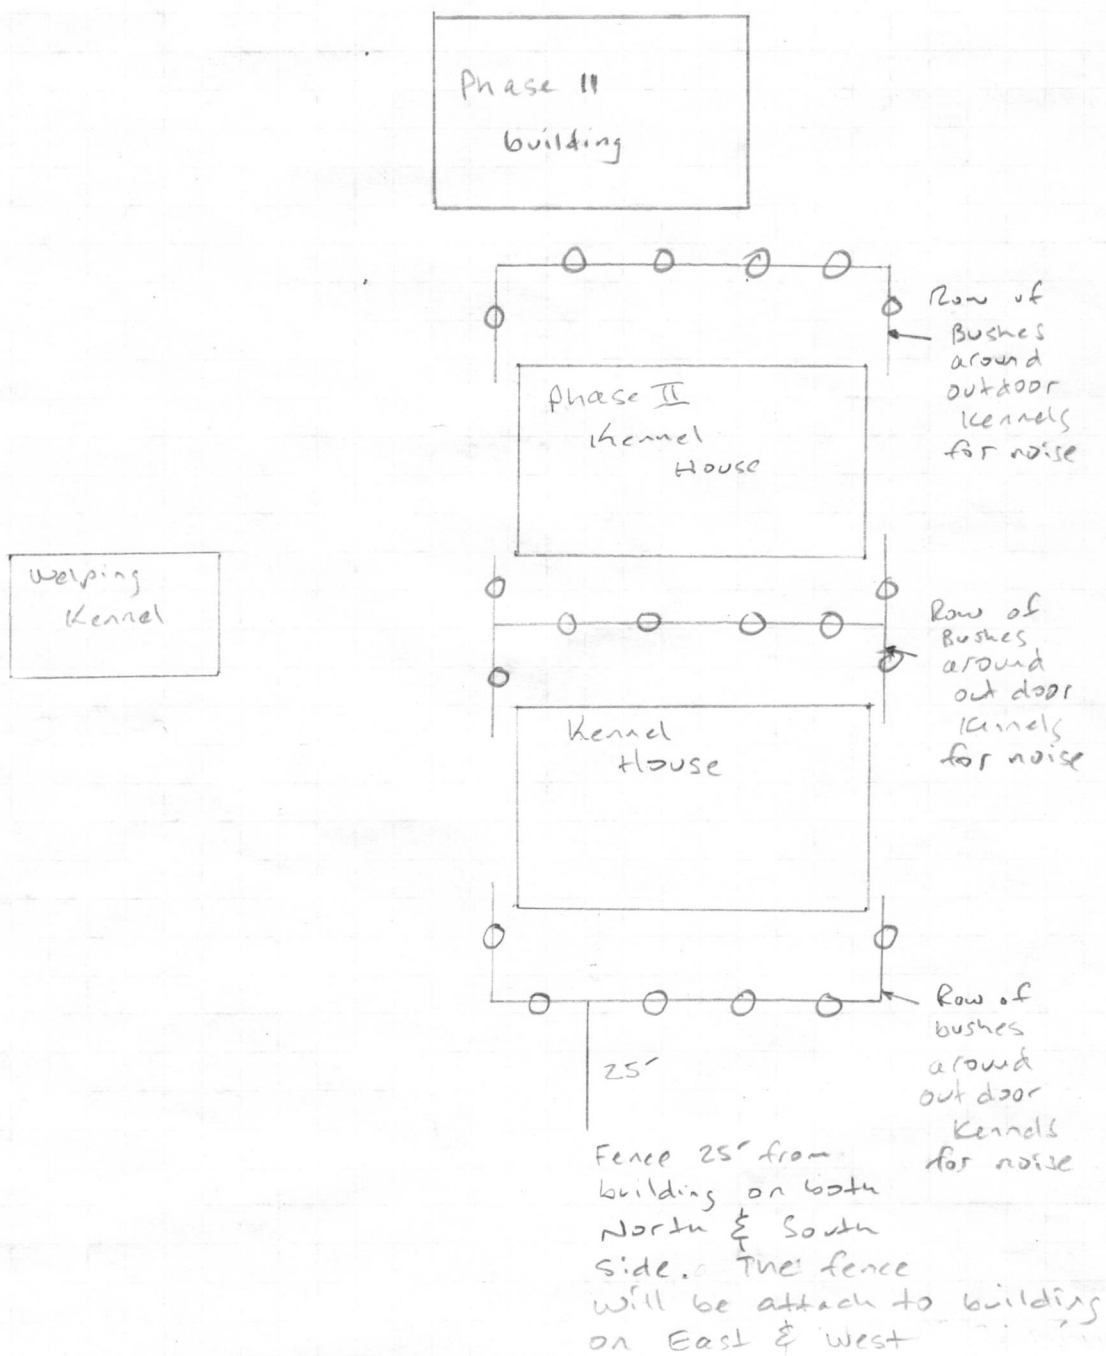 Phase II
building
Row of
Bushes
around
outdoor
Kennels
for noise
Phase II
Kennel
House
Welping
Kennel
Row of
Bushes
around
out door
Kennels
for noise
Kennel
House
Row of
bushes
around
out door
Kennels
for noise
25'
Fence 25' from
building on both
North & South
side. The fence
will be attach to building
on East & West